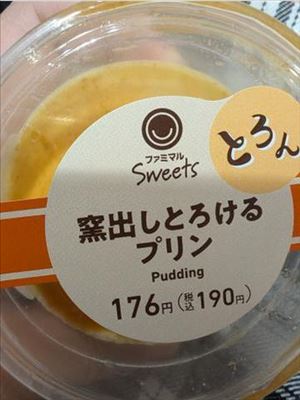 とろん
ファミマル
Sweets
窯出しとろける
プリン
Pudding
176円(税込190円)